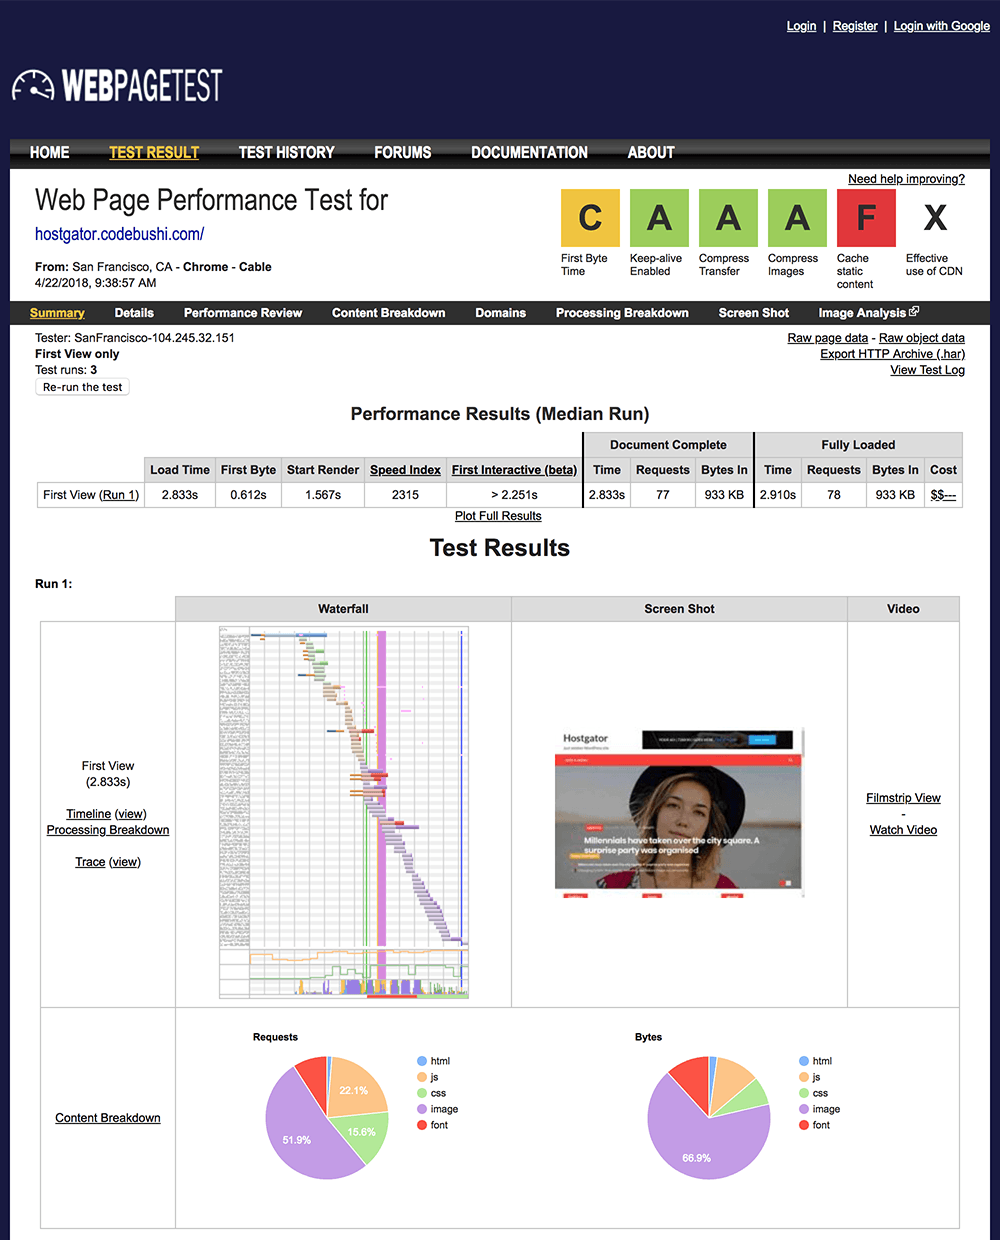 Login | Register | Login with Google
WEBPAGETEST
HOME TEST RESULT TEST HISTORY FORUMS DOCUMENTATION ABOUT
Need help improving?
Web Page Performance Test for
hostgator.codebushi.com/
From: San Francisco, CA - Chrome - Cable
4/22/2018, 9:38:57 AM
C A A A F X
First Byte Time
Keep-alive Enabled
Compress Transfer
Compress Images
Cache static content
Effective use of CDN
Summary Details Performance Review Content Breakdown Domains Processing Breakdown Screen Shot Image Analysis
Tester: SanFrancisco-104.245.32.151
First View only
Test runs: 3
Re-run the test
Raw page data - Raw object data
Export HTTP Archive (.har)
View Test Log
Performance Results (Median Run)
Document Complete Fully Loaded
Load Time First Byte Start Render Speed Index First Interactive (beta) Time Requests Bytes In Time Requests Bytes In Cost
First View (Run 1) 2.833s 0.612s 1.567s 2315 > 2.251s 2.833s 77 933 KB 2.910s 78 933 KB $$---
Plot Full Results
Test Results
Run 1:
Waterfall Screen Shot Video
First View
(2.833s)
Timeline (view)
Processing Breakdown
Trace (view)
Hostgator
Millennials have taken over the city square. A
surprise party was organised
Filmstrip View
-
Watch Video
Content Breakdown
Requests
22.1%
15.6%
51.9%
html
js
css
image
font
Bytes
66.9%
html
js
css
image
font